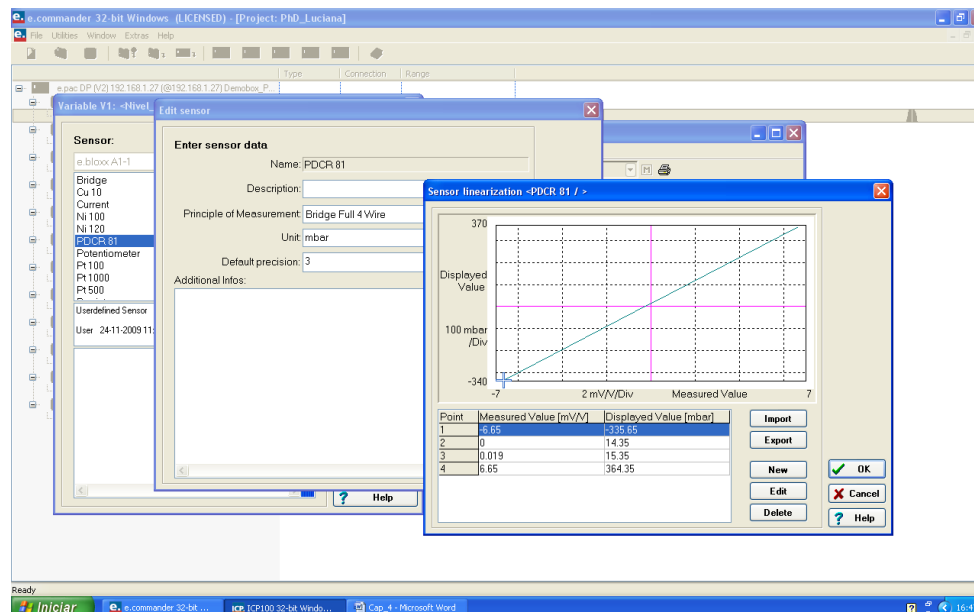 e.commander 32-bit Windows (LICENSED) - [Project: PhD_Luciana]
File Utilities Window Extras Help
Type Connection Range
e.pac DP (V2) 192.168.1.27 (@192.168.1.27) Demobox_P...
Variable V1: <Nivel_
Sensor:
e.bloxx A1-1
Bridge
Cu 10
Current
Ni 100
Ni 120
PDCR 81
Potentiometer
Pt 100
Pt 1000
Pt 500
Userdefined Sensor
User 24-11-2009 11:
Help
Edit sensor
Enter sensor data
Name: PDCR 81
Description:
Principle of Measurement: Bridge Full 4 Wire
Unit: mbar
Default precision: 3
Additional Infos:
Sensor linearization <PDCR 81 / >
370
Displayed
Value
100 mbar
/Div
-340
-7 2 mV/V/Div Measured Value 7
Point Measured Value [mV/V] Displayed Value [mbar]
1 -6.65 -335.65
2 0 14.35
3 0.019 15.35
4 6.65 364.35
Import
Export
New
Edit
Delete
OK
Cancel
Help
Ready
Iniciar e.commander 32-bit ... ICP ICP100 32-bit Windo... Cap_4 - Microsoft Word